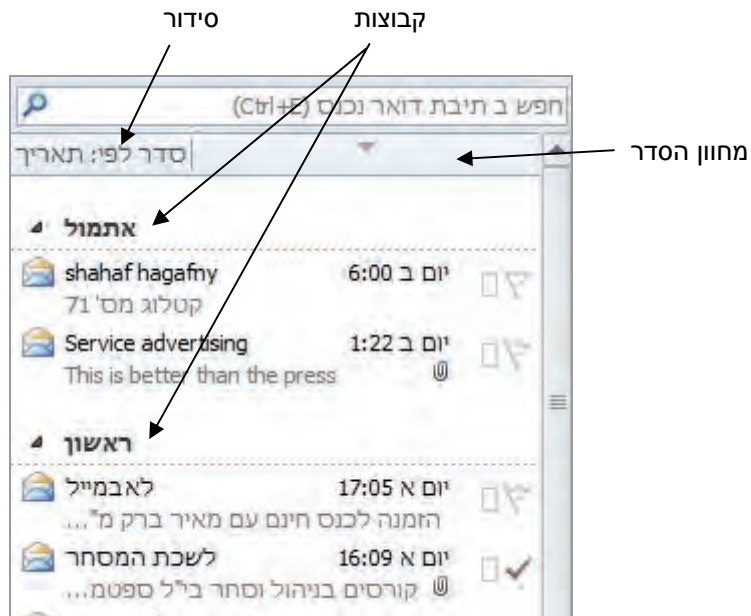 קבוצות
סידור
חפש ב תיבת דואר נכנס (Ctrl+E)
סדר לפי: תאריך
מחוון הסדר
אתמול
shahaf hagafny יום ב 6:00
קטלוג מס' 71
Service advertising יום ב 1:22
This is better than the press
ראשון
לאבמייל יום א 17:05
הזמנה לכנס חינם עם מאיר ברק מ"...
לשכת המסחר יום א 16:09
קורסים בניהול וסחר בי"ל ספטמ...